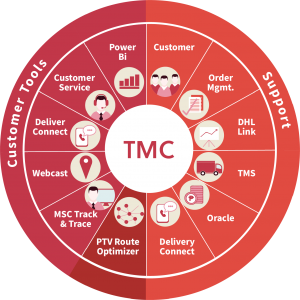 Customer Tools
Support
Power
Bi
Customer
Customer
Service
Order
Mgmt.
Deliver
Connect
DHL
Link
TMC
Webcast
TMS
MSC Track
& Trace
Oracle
PTV Route
Optimizer
Delivery
Connect